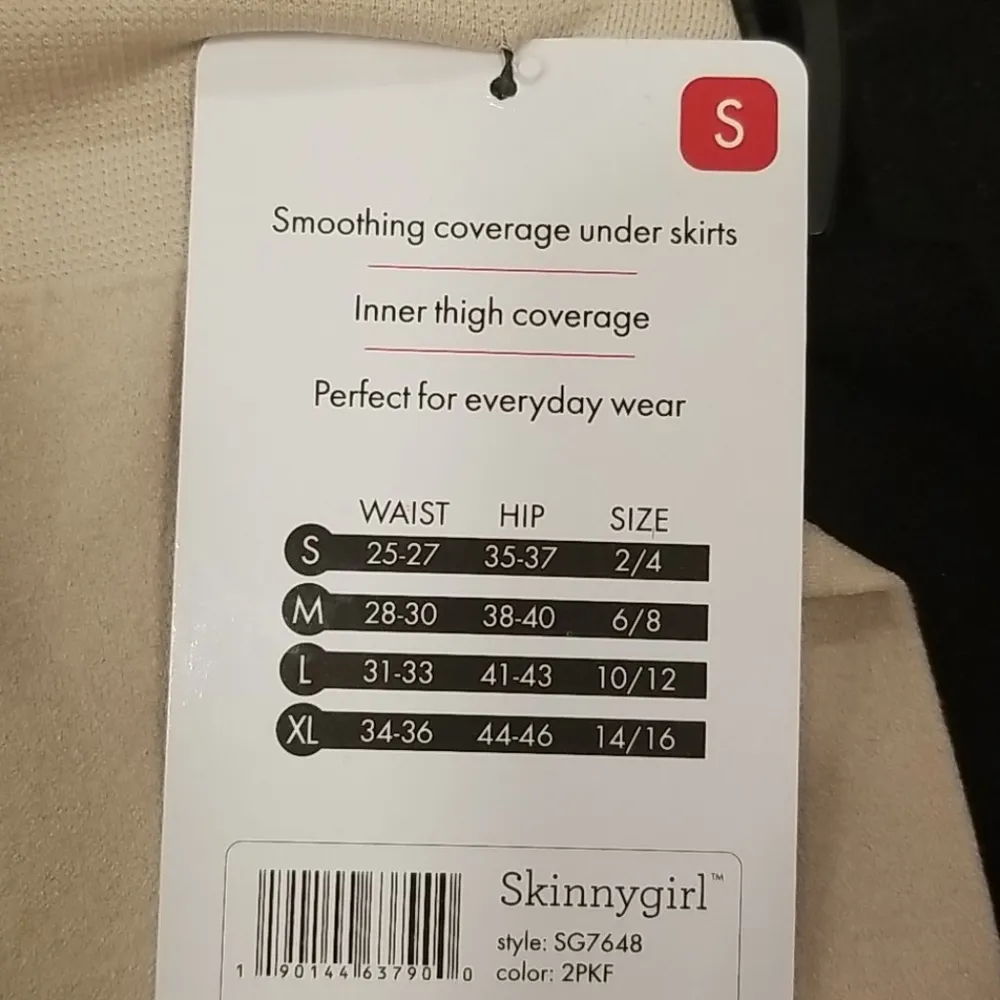 S
Smoothing coverage under skirts
Inner thigh coverage
Perfect for everyday wear
WAIST HIP SIZE
S 25-27 35-37 2/4
M 28-30 38-40 6/8
L 31-33 41-43 10/12
XL 34-36 44-46 14/16
Skinnygirl™
style: SG7648
color: 2PKF
1 90144 63790 0